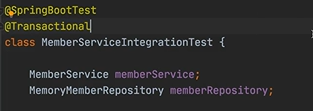 @SpringBootTest
@Transactional
class MemberServiceIntegrationTest {
MemberService memberService;
MemoryMemberRepository memberRepository;